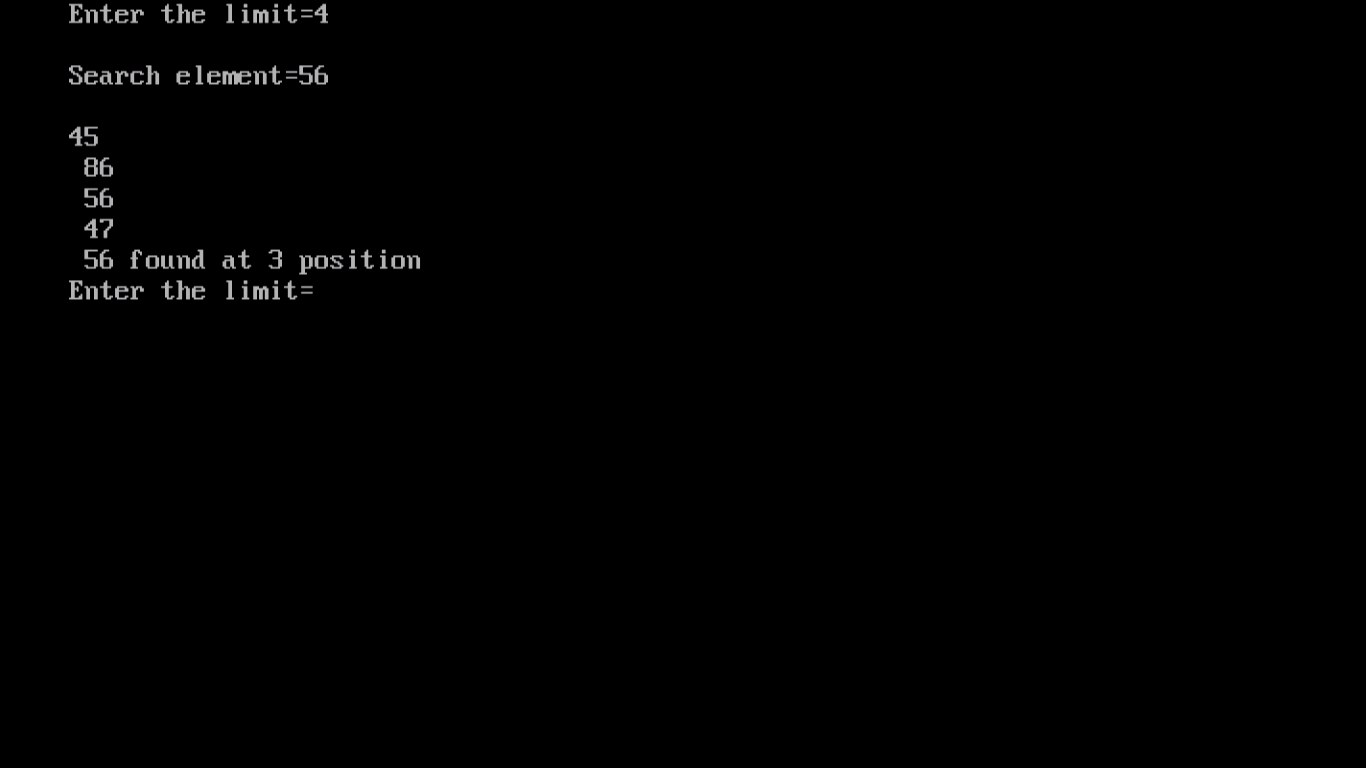 Enter the limit=4
Search element=56
45
86
56
47
56 found at 3 position
Enter the limit=